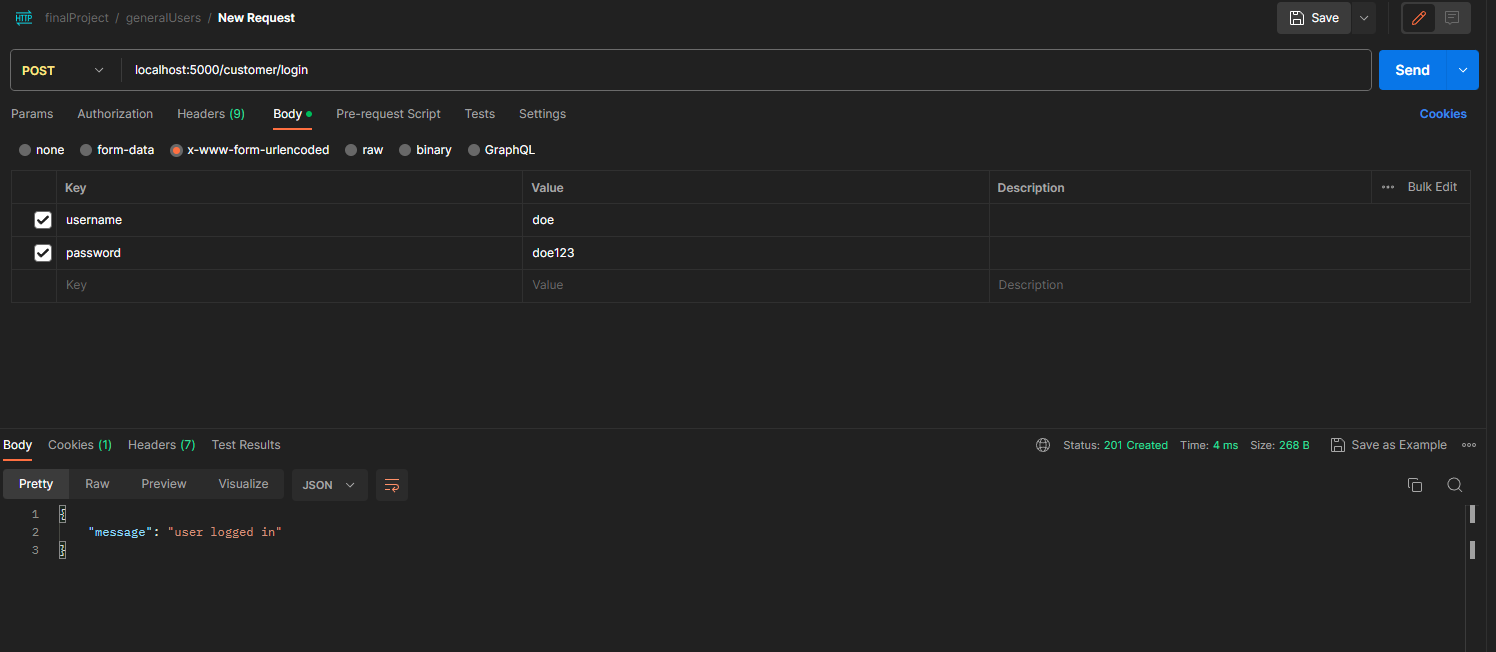 HTTP finalProject / generalUsers / New Request Save
POST localhost:5000/customer/login Send
Params Authorization Headers (9) Body Pre-request Script Tests Settings Cookies
none form-data x-www-form-urlencoded raw binary GraphQL
Key Value Description ••• Bulk Edit
username doe
password doe123
Key Value Description
Body Cookies (1) Headers (7) Test Results Status: 201 Created Time: 4 ms Size: 268 B Save as Example
Pretty Raw Preview Visualize JSON
1 {
2 "message": "user logged in"
3 }